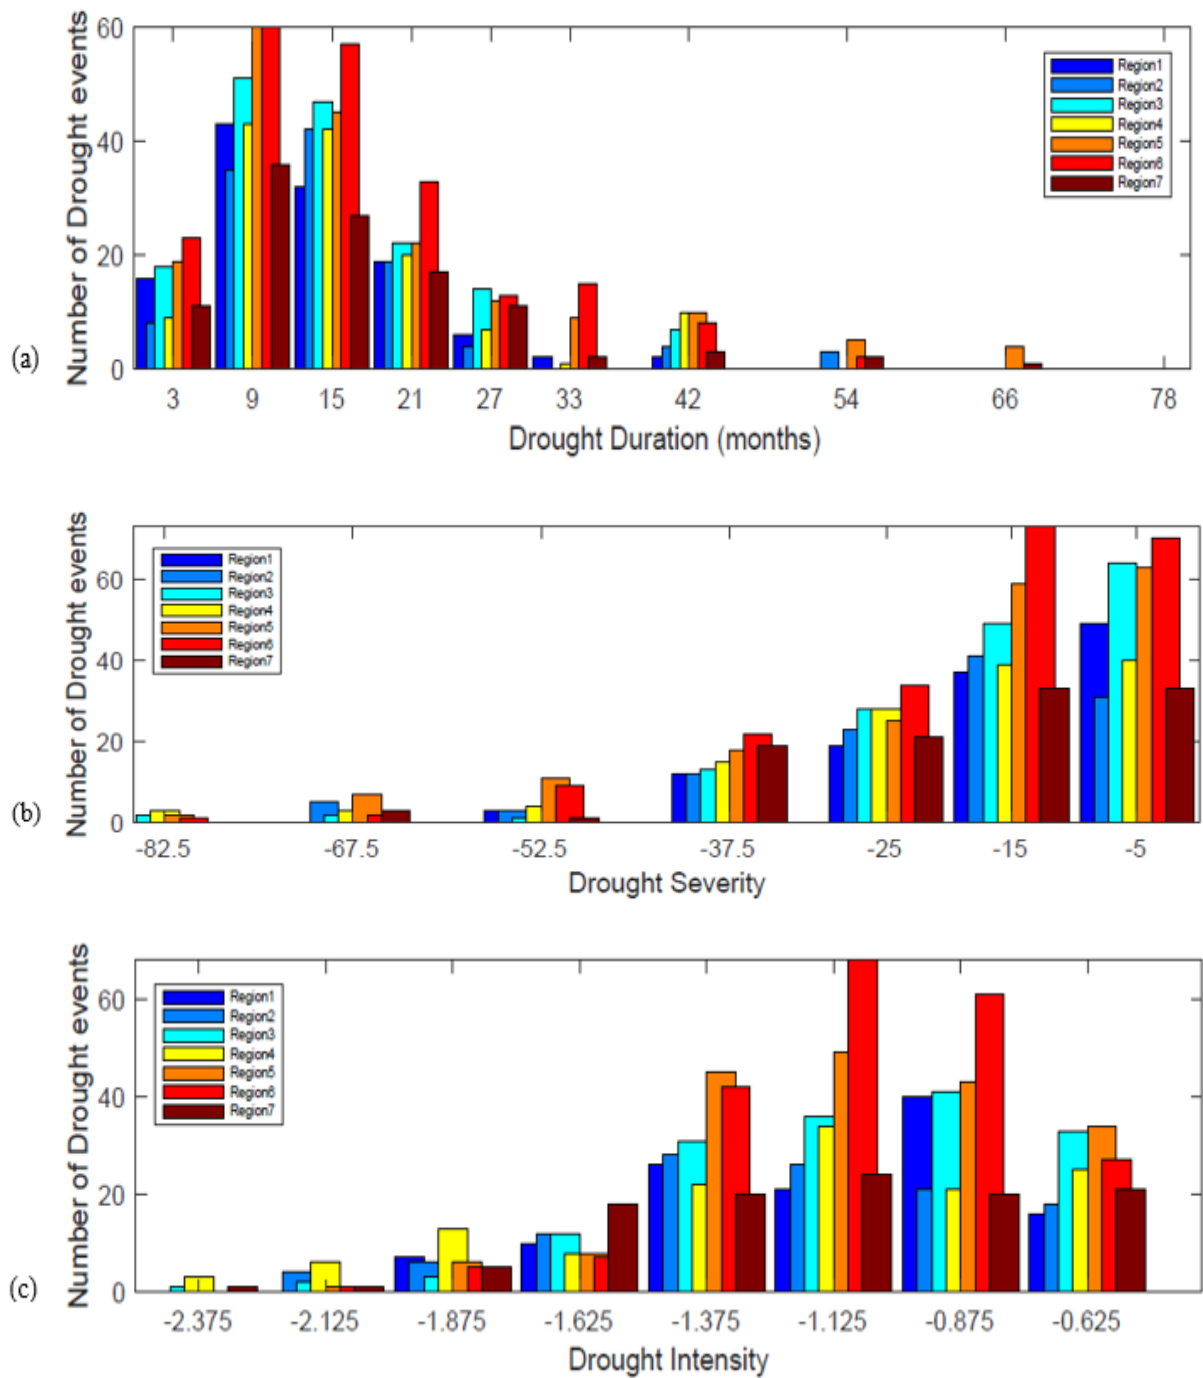 (a)
Number of Drought events
60
40
20
0
Region1
Region2
Region3
Region4
Region5
Region6
Region7
3 9 15 21 27 33 42 54 66 78
Drought Duration (months)
(b)
Number of Drought events
60
40
20
0
Region1
Region2
Region3
Region4
Region5
Region6
Region7
-82.5 -67.5 -52.5 -37.5 -25 -15 -5
Drought Severity
(c)
Number of Drought events
60
40
20
0
Region1
Region2
Region3
Region4
Region5
Region6
Region7
-2.375 -2.125 -1.875 -1.625 -1.375 -1.125 -0.875 -0.625
Drought Intensity